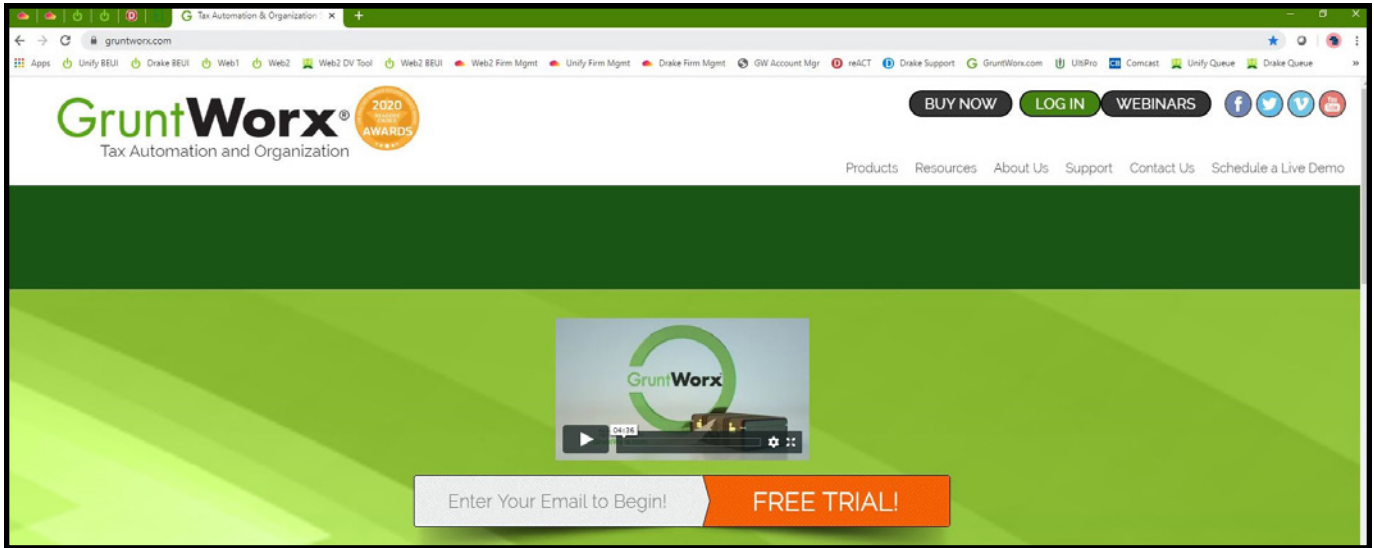 G Tax Automation & Organization
gruntworx.com
Apps Unify BEUI Drake BEUI Web1 Web2 Web2 DV Tool Web2 BEUI Web2 Firm Mgmt Unify Firm Mgmt Drake Firm Mgmt GW Account Mgr reACT Drake Support GruntWorx.com UltiPro Comcast Unify Queue Drake Queue »
GruntWorx®
2020
AWARDS
Tax Automation and Organization
BUY NOW LOG IN WEBINARS
Products Resources About Us Support Contact Us Schedule a Live Demo
GruntWorx
04:36
Enter Your Email to Begin! FREE TRIAL!